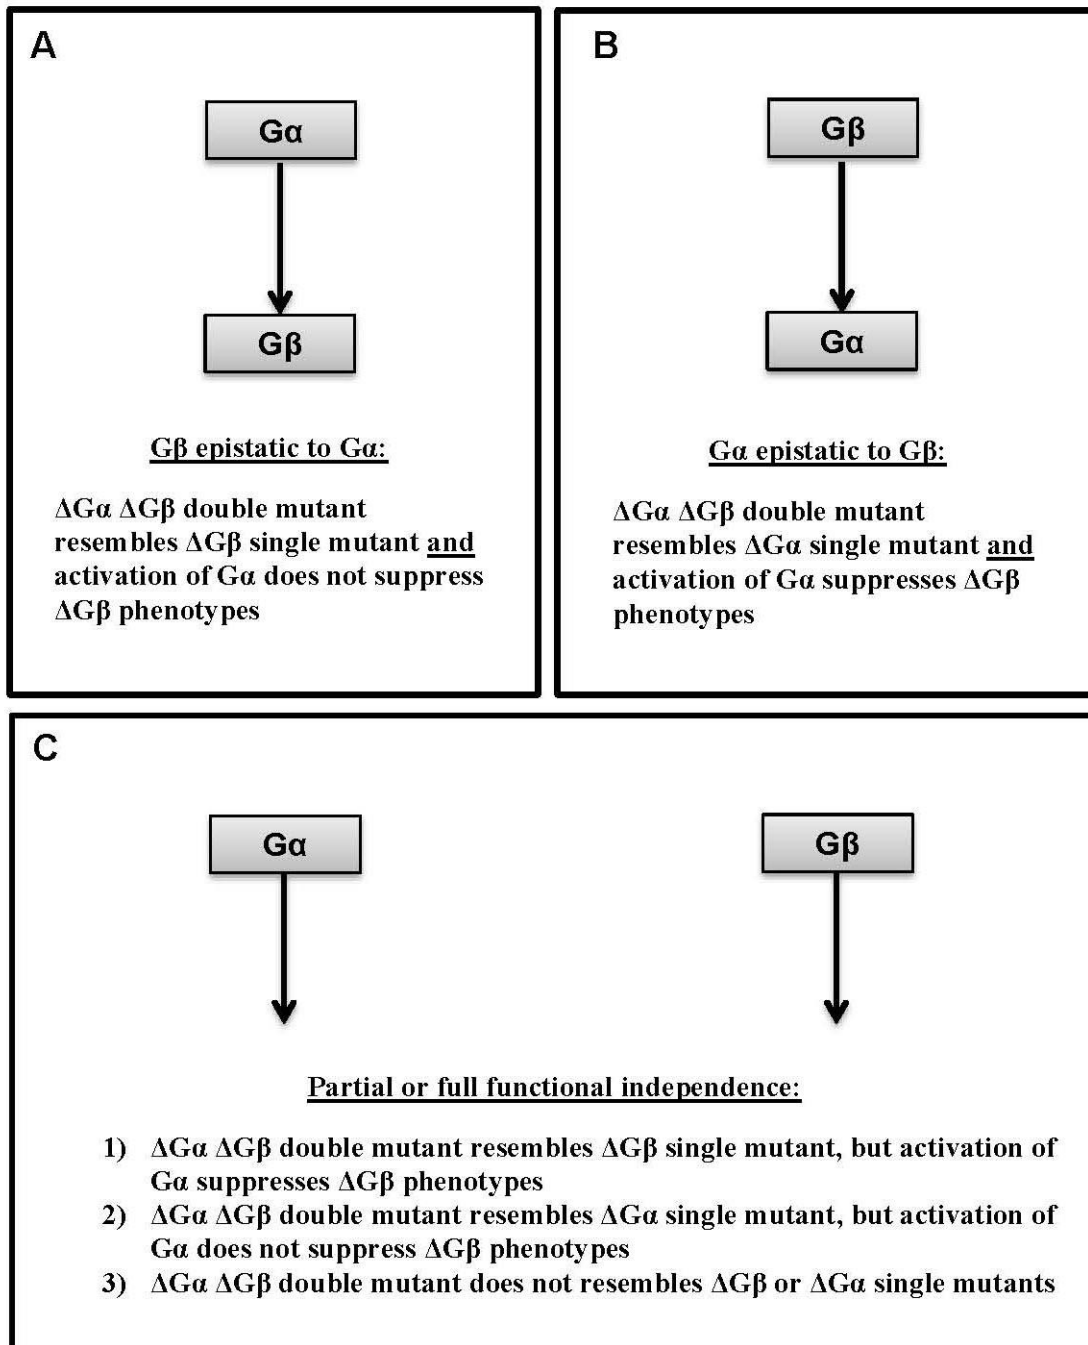 A
Gα
Gβ
Gβ epistatic to Gα:
ΔGα ΔGβ double mutant
resembles ΔGβ single mutant and
activation of Gα does not suppress
ΔGβ phenotypes
B
Gβ
Gα
Gα epistatic to Gβ:
ΔGα ΔGβ double mutant
resembles ΔGα single mutant and
activation of Gα suppresses ΔGβ
phenotypes
C
Gα
Gβ
Partial or full functional independence:
1) ΔGα ΔGβ double mutant resembles ΔGβ single mutant, but activation of
Gα suppresses ΔGβ phenotypes
2) ΔGα ΔGβ double mutant resembles ΔGα single mutant, but activation of
Gα does not suppress ΔGβ phenotypes
3) ΔGα ΔGβ double mutant does not resembles ΔGβ or ΔGα single mutants